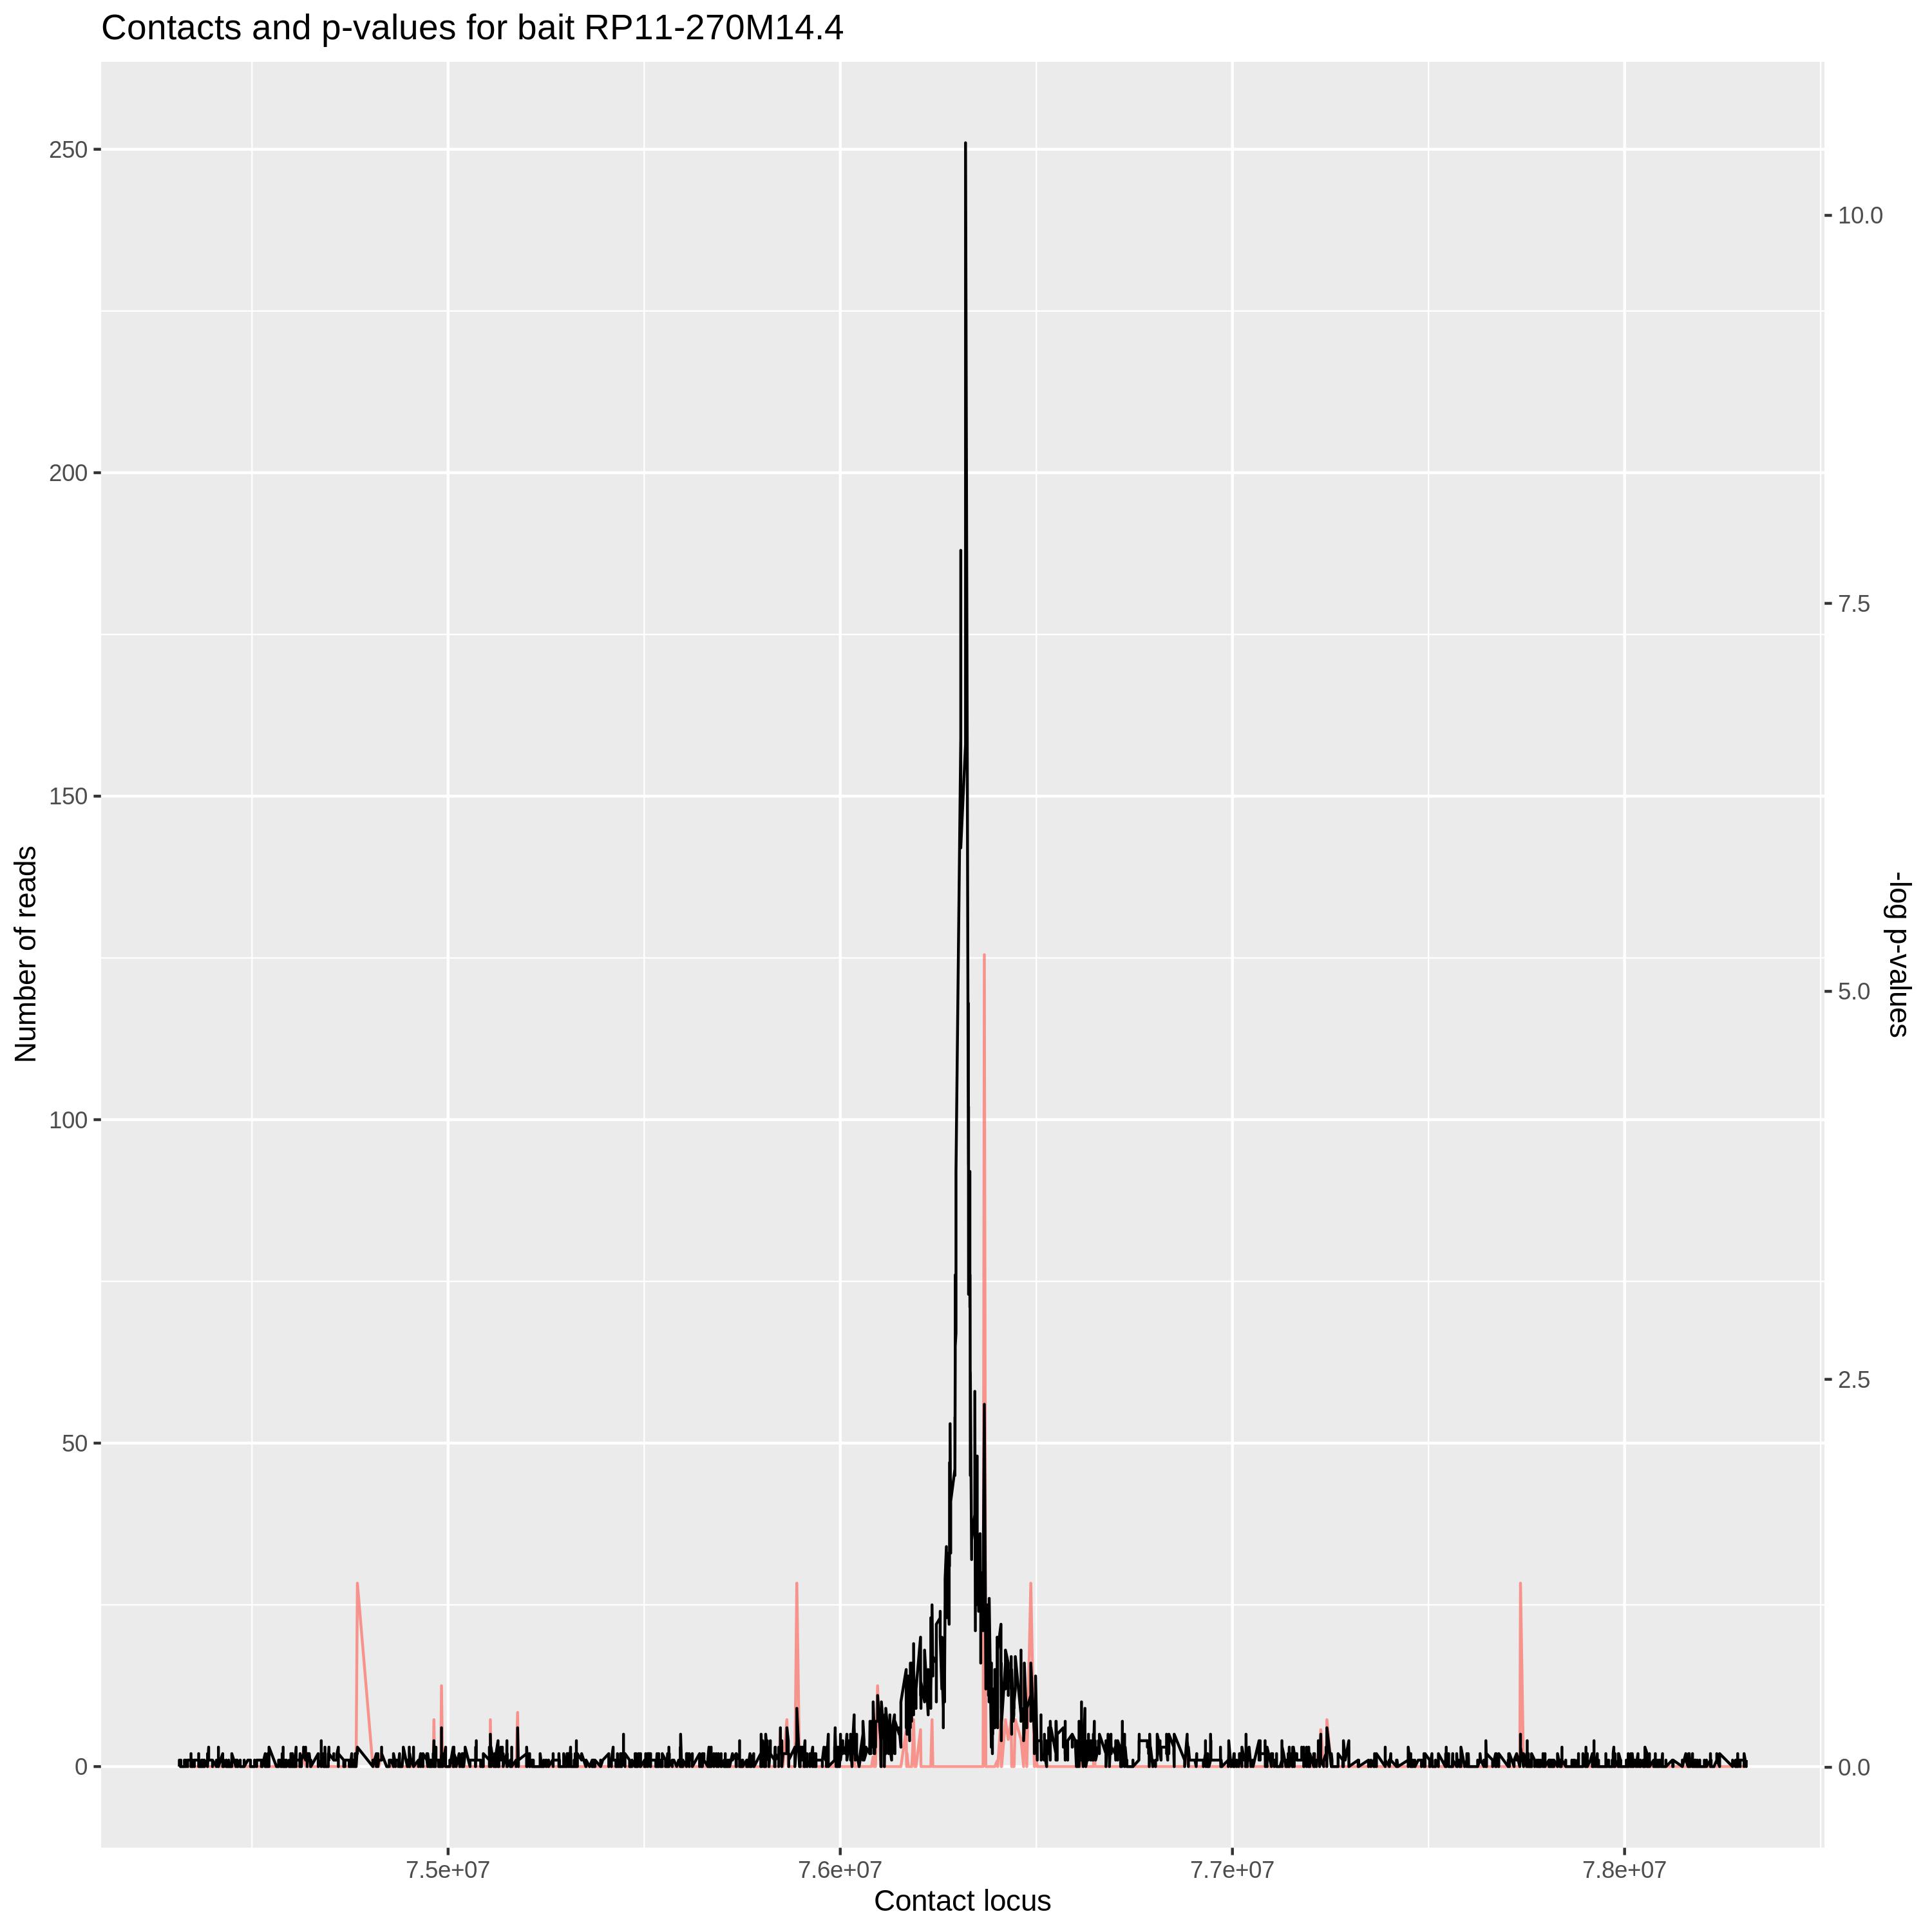 Contacts and p-values for bait RP11-270M14.4
250
200
150
100
50
0
Number of reads
10.0
7.5
5.0
2.5
0.0
-log p-values
7.5e+07
7.6e+07
7.7e+07
7.8e+07
Contact locus